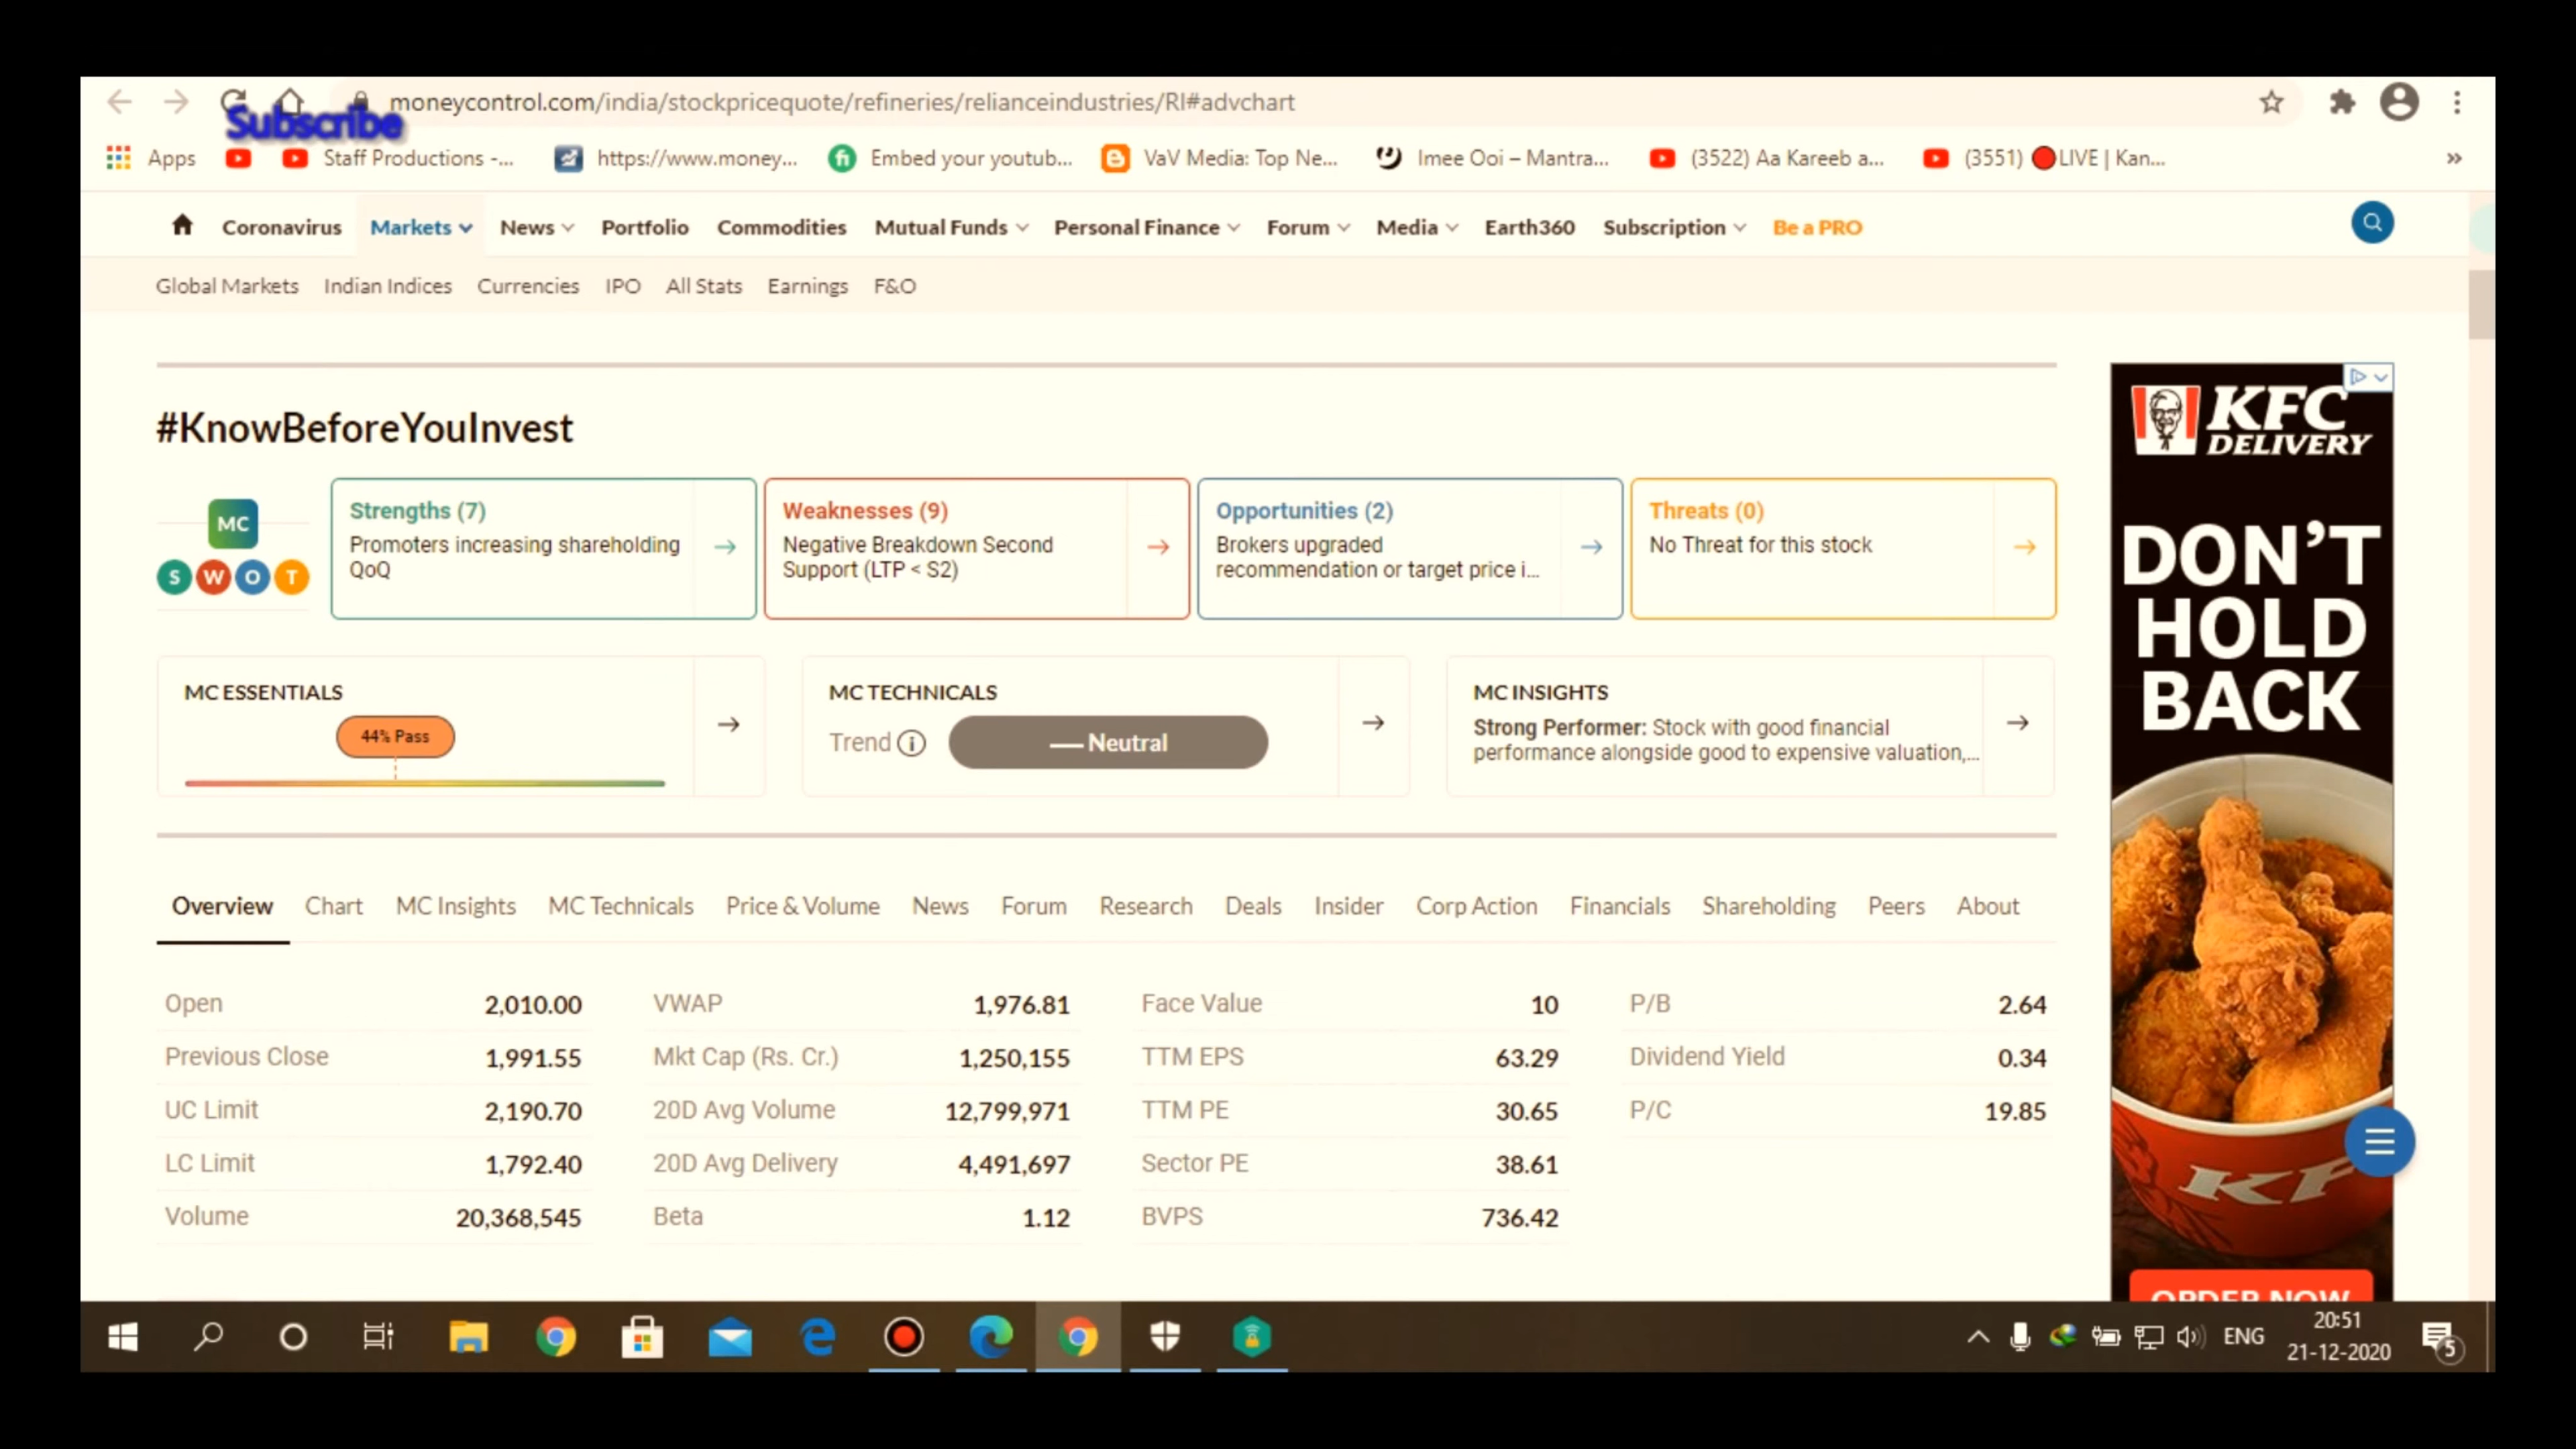 moneycontrol.com/india/stockpricequote/refineries/relianceindustries/RI#advchart
Subscribe
Apps Staff Productions -... https://www.money... Embed your youtub... VaV Media: Top Ne... Imee Ooi – Mantra... (3522) Aa Kareeb a... (3551) LIVE | Kan... »
Coronavirus Markets News Portfolio Commodities Mutual Funds Personal Finance Forum Media Earth360 Subscription Be a PRO
Global Markets Indian Indices Currencies IPO All Stats Earnings F&O
#KnowBeforeYouInvest
MC
S W O T
Strengths (7)
Promoters increasing shareholding
QoQ
Weaknesses (9)
Negative Breakdown Second
Support (LTP < S2)
Opportunities (2)
Brokers upgraded
recommendation or target price i...
Threats (0)
No Threat for this stock
MC ESSENTIALS
44% Pass
MC TECHNICALS
Trend — Neutral
MC INSIGHTS
Strong Performer: Stock with good financial
performance alongside good to expensive valuation,...
Overview Chart MC Insights MC Technicals Price & Volume News Forum Research Deals Insider Corp Action Financials Shareholding Peers About
Open 2,010.00 VWAP 1,976.81 Face Value 10 P/B 2.64
Previous Close 1,991.55 Mkt Cap (Rs. Cr.) 1,250,155 TTM EPS 63.29 Dividend Yield 0.34
UC Limit 2,190.70 20D Avg Volume 12,799,971 TTM PE 30.65 P/C 19.85
LC Limit 1,792.40 20D Avg Delivery 4,491,697 Sector PE 38.61
Volume 20,368,545 Beta 1.12 BVPS 736.42
KFC
DELIVERY
DON'T
HOLD
BACK
KF
ORDER NOW
ENG
20:51
21-12-2020
5